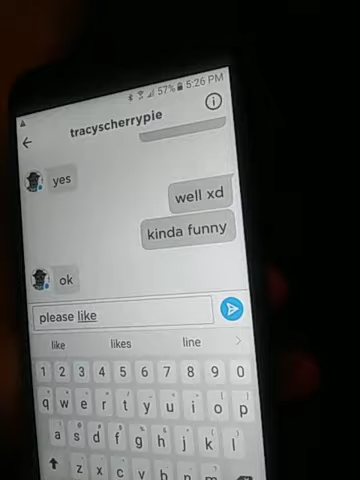 57% 5:26 PM
tracyscherrypie
yes
well xd
kinda funny
ok
please like
like likes line
1 2 3 4 5 6 7 8 9 0
q w e r t y u i o p
a s d f g h j k l
z x c v b n m